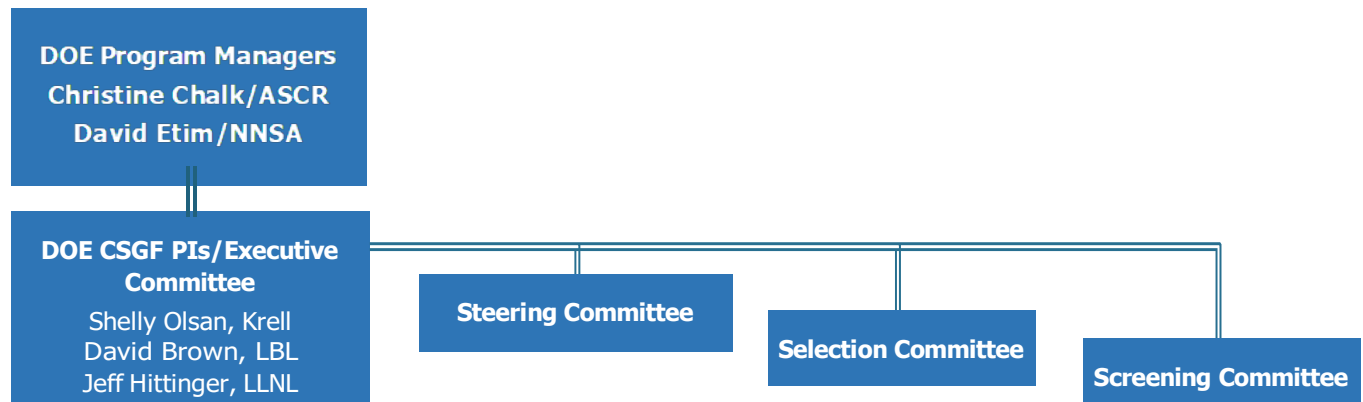 DOE Program Managers
Christine Chalk/ASCR
David Etim/NNSA
DOE CSGF PIs/Executive
Committee
Shelly Olsan, Krell
David Brown, LBL
Jeff Hittinger, LLNL
Steering Committee
Selection Committee
Screening Committee